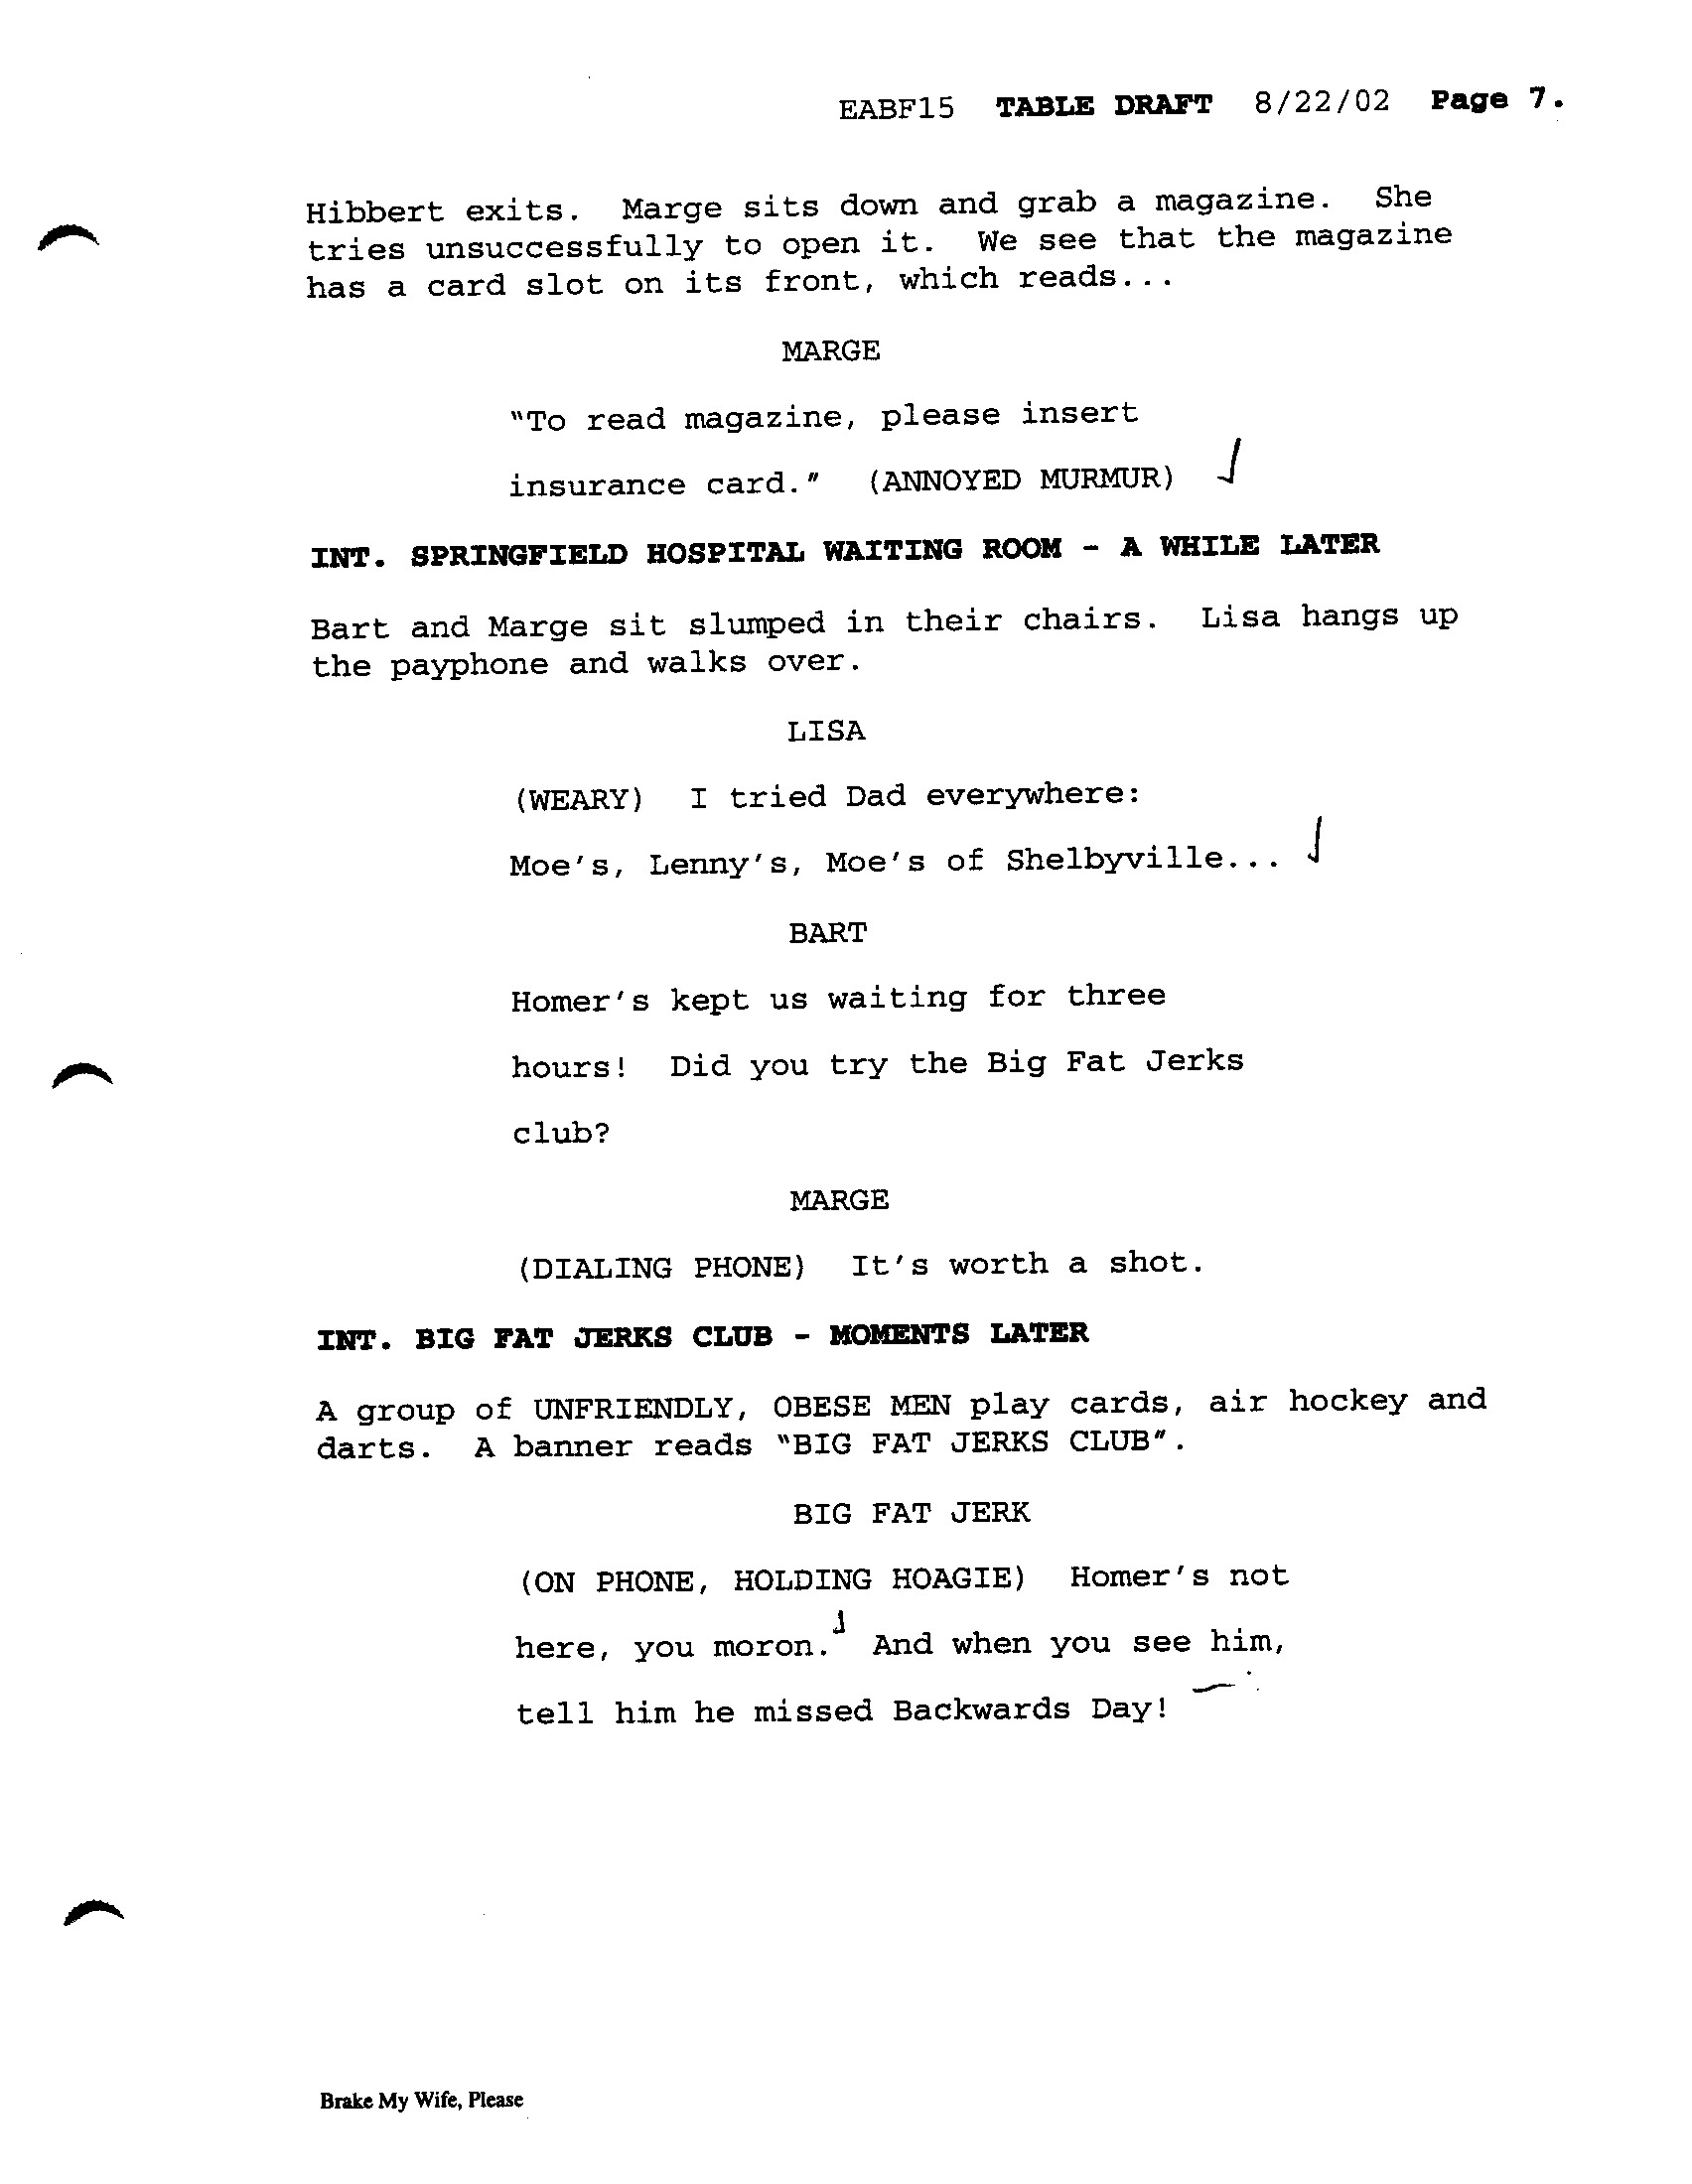 EABF15 TABLE DRAFT 8/22/02 Page 7.
Hibbert exits. Marge sits down and grab a magazine. She
tries unsuccessfully to open it. We see that the magazine
has a card slot on its front, which reads...
MARGE
"To read magazine, please insert
insurance card." (ANNOYED MURMUR)
INT. SPRINGFIELD HOSPITAL WAITING ROOM - A WHILE LATER
Bart and Marge sit slumped in their chairs. Lisa hangs up
the payphone and walks over.
LISA
(WEARY) I tried Dad everywhere:
Moe's, Lenny's, Moe's of Shelbyville...
BART
Homer's kept us waiting for three
hours! Did you try the Big Fat Jerks
club?
MARGE
(DIALING PHONE) It's worth a shot.
INT. BIG FAT JERKS CLUB - MOMENTS LATER
A group of UNFRIENDLY, OBESE MEN play cards, air hockey and
darts. A banner reads "BIG FAT JERKS CLUB".
BIG FAT JERK
(ON PHONE, HOLDING HOAGIE) Homer's not
here, you moron. And when you see him,
tell him he missed Backwards Day!
Brake My Wife, Please